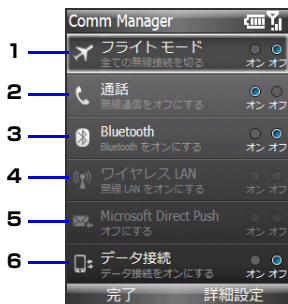 Comm Manager
1 フライトモード
全ての無線接続を切る オン オフ
2 通話
無線通信をオフにする オン オフ
3 Bluetooth
Bluetooth をオンにする オン オフ
4 ワイヤレス LAN
無線 LAN をオンにする オン オフ
5 Microsoft Direct Push
オフにする オン オフ
6 データ接続
データ接続をオンにする オン オフ
完了 詳細設定